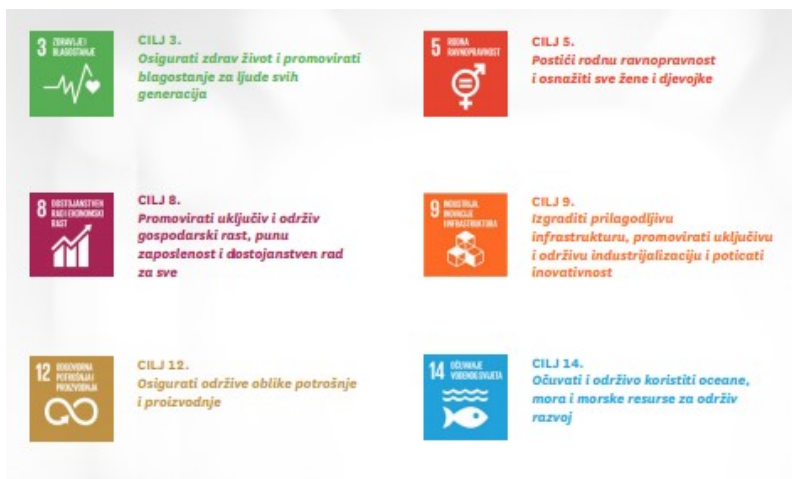 3 ZDRAVLJE I
BLAGOSTANJE
CILJ 3.
Osigurati zdrav život i promovirati
blagostanje za ljude svih
generacija
5 RODNA
RAVNOPRAVNOST
CILJ 5.
Postići rodnu ravnopravnost
i osnažiti sve žene i djevojke
8 DOSTOJANSTVEN
RAD I EKONOMSKI
RAST
CILJ 8.
Promovirati uključiv i održiv
gospodarski rast, punu
zaposlenost i dostojanstven rad
za sve
9 INDUSTRIJA,
INOVACIJE
I INFRASTRUKTURA
CILJ 9.
Izgraditi prilagodljivu
infrastrukturu, promovirati uključivu
i održivu industrijalizaciju i poticati
inovativnost
12 ODGOVORNA
POTROŠNJA I
PROIZVODNJA
CILJ 12.
Osigurati održive oblike potrošnje
i proizvodnje
14 OČUVANJE
VODENOG SVIJETA
CILJ 14.
Očuvati i održivo koristiti oceane,
mora i morske resurse za održiv
razvoj